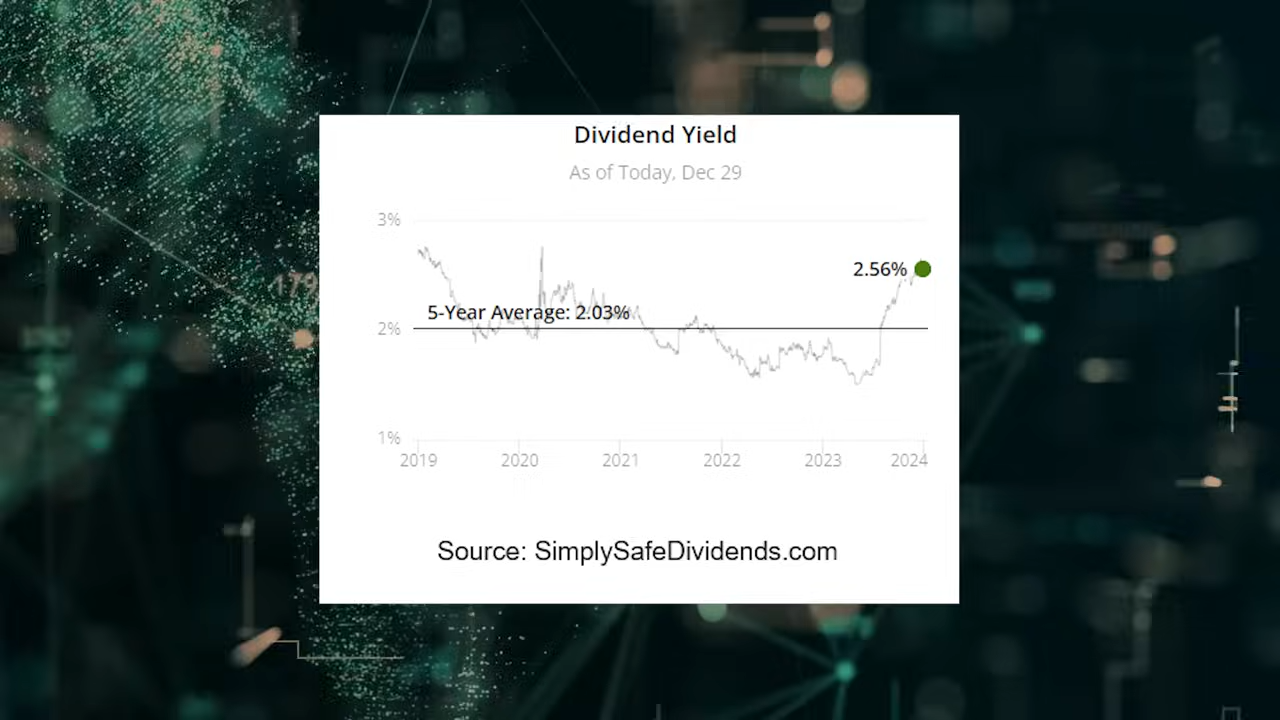 Dividend Yield
As of Today, Dec 29
3%
2.56%
5-Year Average: 2.03%
2%
1%
2019 2020 2021 2022 2023 2024
Source: SimplySafeDividends.com
179